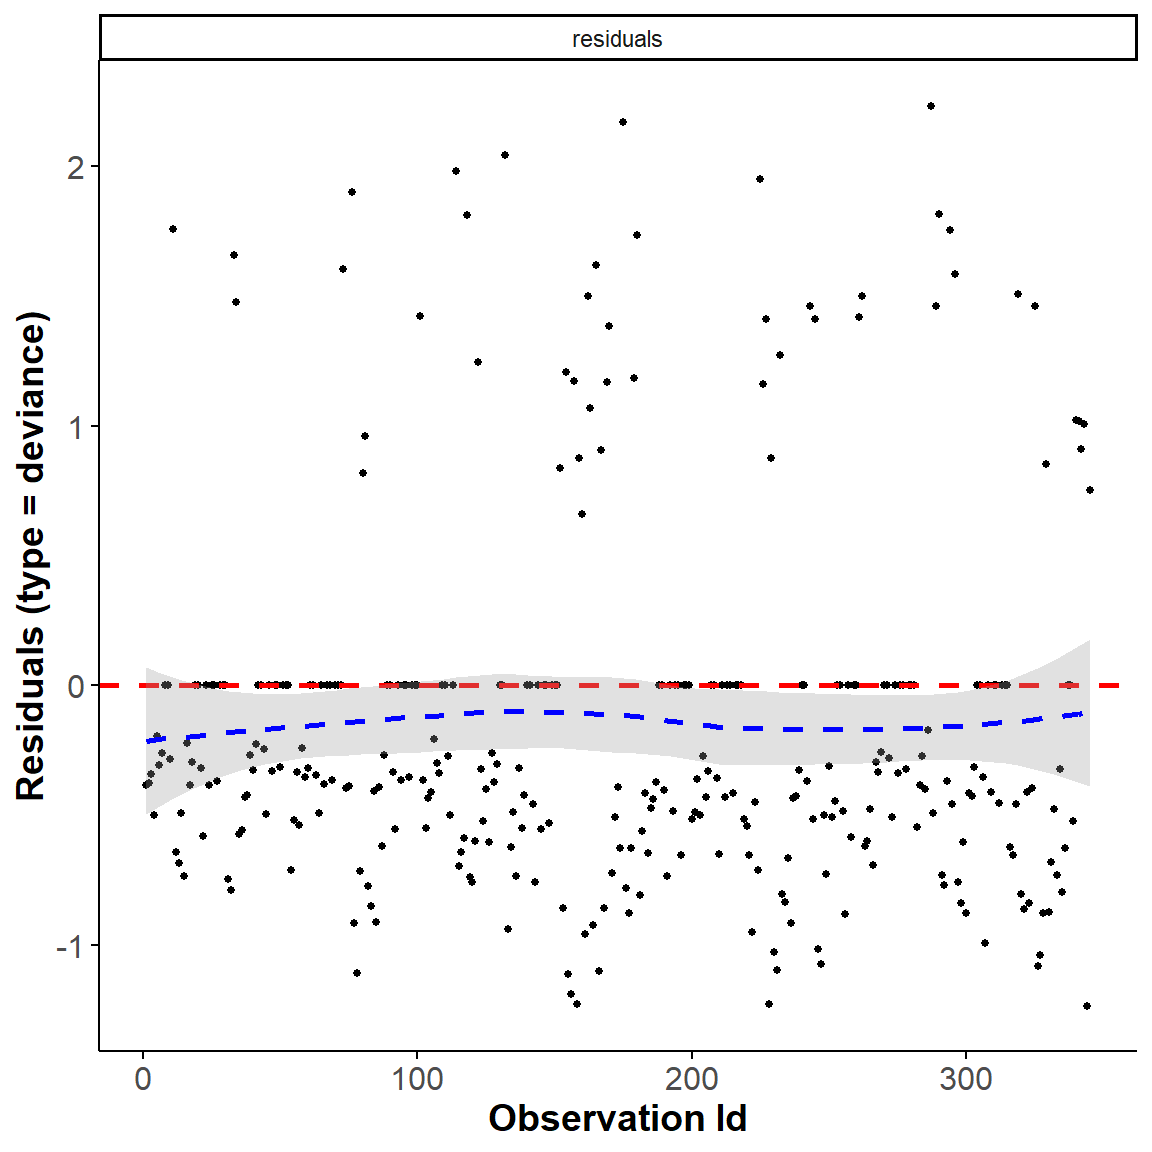 residuals
Residuals (type = deviance)
2
1
0
-1
0 100 200 300
Observation Id